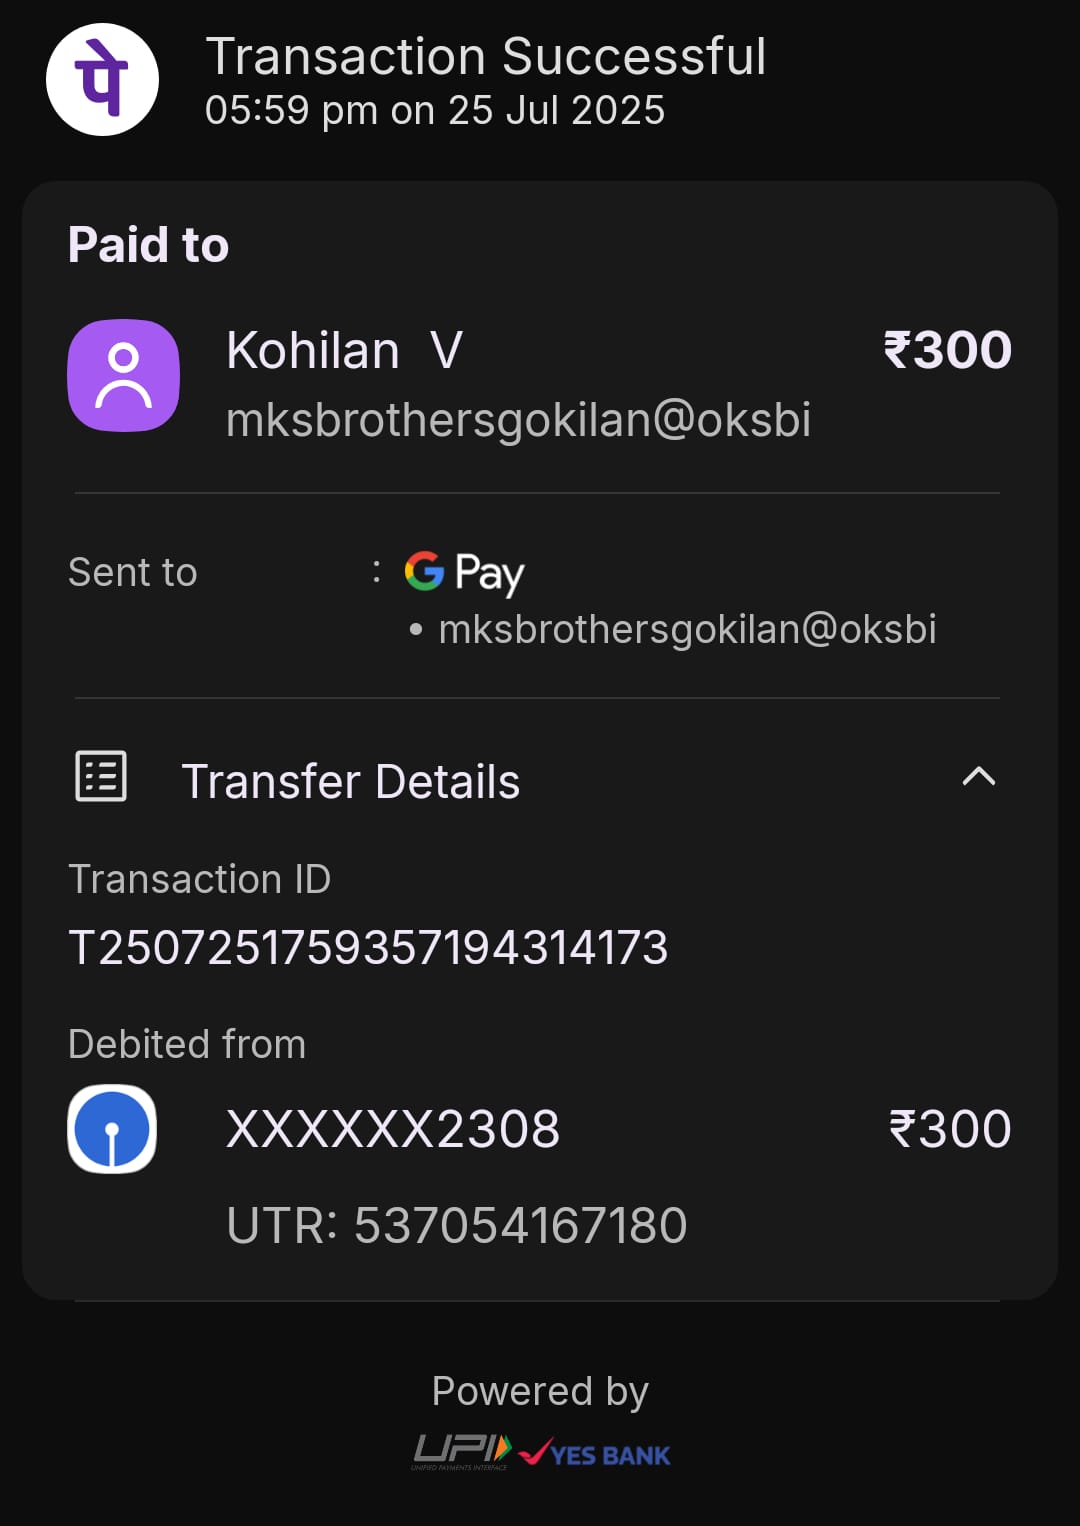 पे
Transaction Successful
05:59 pm on 25 Jul 2025
Paid to
Kohilan V
₹300
mksbrothersgokilan@oksbi
Sent to : G Pay
• mksbrothersgokilan@oksbi
Transfer Details
Transaction ID
T2507251759357194314173
Debited from
XXXXXX2308
₹300
UTR: 537054167180
Powered by
UPI YES BANK
UNIFIED PAYMENTS INTERFACE